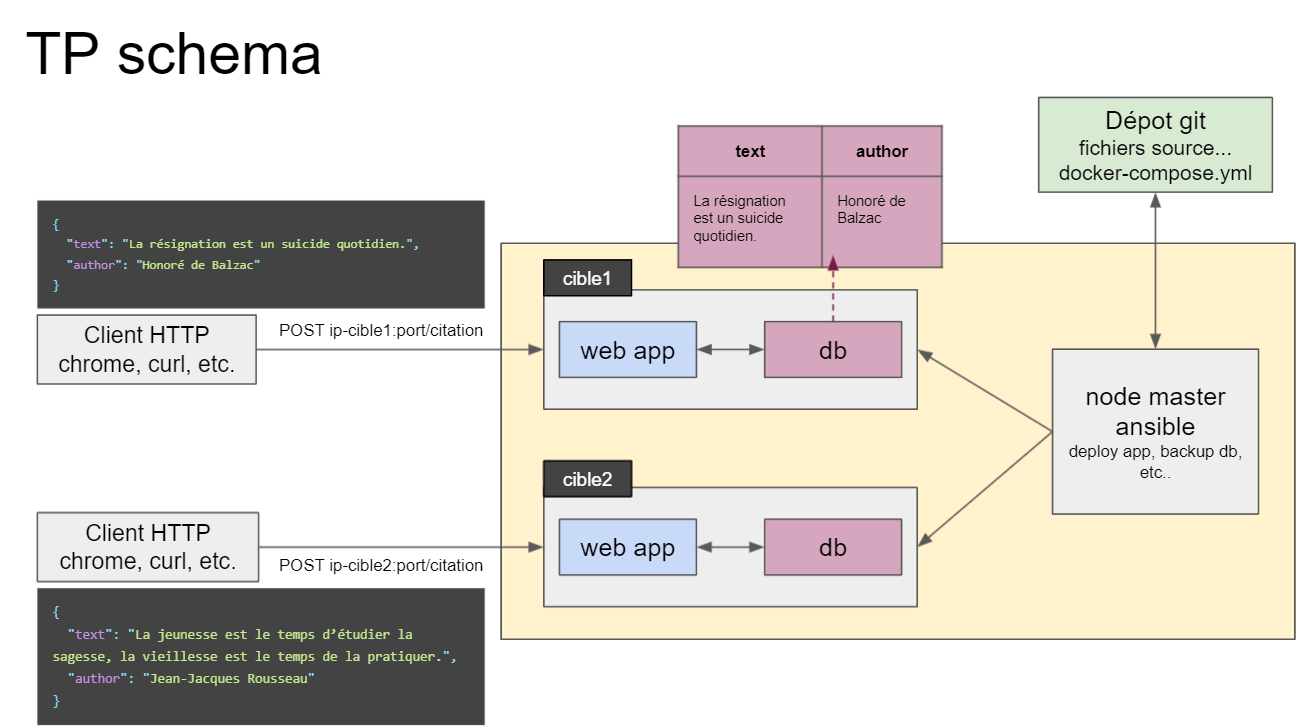 TP schema
Dépot git
fichiers source...
docker-compose.yml
text
author
La résignation
est un suicide
quotidien.
Honoré de
Balzac
{
"text": "La résignation est un suicide quotidien.",
"author": "Honoré de Balzac"
}
Client HTTP
chrome, curl, etc.
POST ip-cible1:port/citation
cible1
web app
db
node master
ansible
deploy app, backup db,
etc..
cible2
web app
db
Client HTTP
chrome, curl, etc.
POST ip-cible2:port/citation
{
"text": "La jeunesse est le temps d’étudier la
sagesse, la vieillesse est le temps de la pratiquer.",
"author": "Jean-Jacques Rousseau"
}